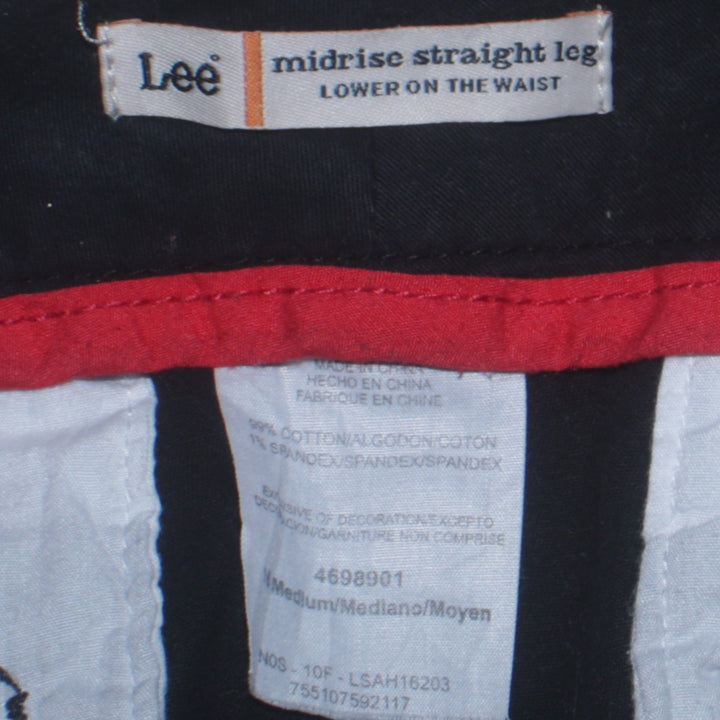 Lee
midrise straight leg
LOWER ON THE WAIST
MADE IN CHINA
HECHO EN CHINA
FABRIQUE EN CHINE
99% COTTON/ALGODON/COTON
1% SPANDEX/SPANDEX/SPANDEX
EXCLUSIVE OF DECORATION/EXCEPTO
DECORACION/GARNITURE NON COMPRISE
4698901
Medium/Mediano/Moyen
N0S - 10F - LSAH16203
755107592117